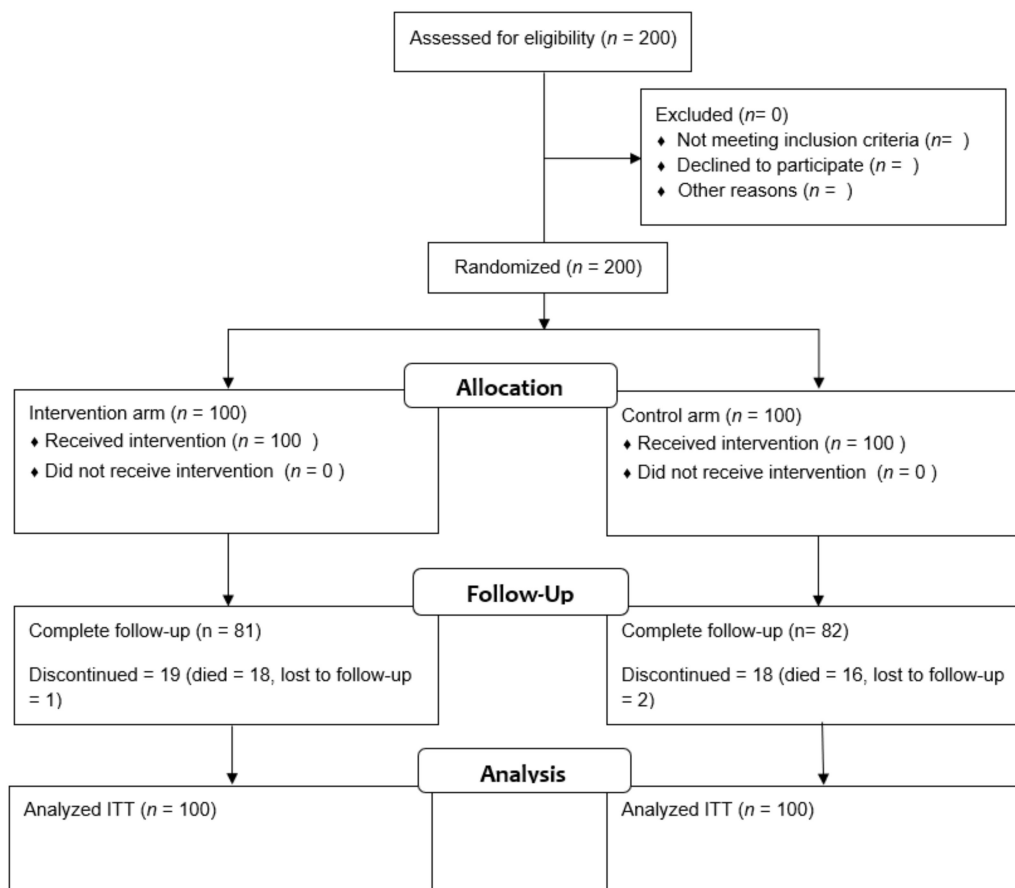 Assessed for eligibility (n = 200)
Excluded (n= 0)
♦ Not meeting inclusion criteria (n=  )
♦ Declined to participate (n =  )
♦ Other reasons (n =  )
Randomized (n = 200)
Allocation
Intervention arm (n = 100)
♦ Received intervention (n = 100  )
♦ Did not receive intervention  (n = 0 )
Control arm (n = 100)
♦ Received intervention (n = 100 )
♦ Did not receive intervention  (n = 0 )
Follow-Up
Complete follow-up (n = 81)
Discontinued = 19 (died = 18, lost to follow-up
= 1)
Complete follow-up (n= 82)
Discontinued = 18 (died = 16, lost to follow-up
= 2)
Analysis
Analyzed ITT (n = 100)
Analyzed ITT (n = 100)